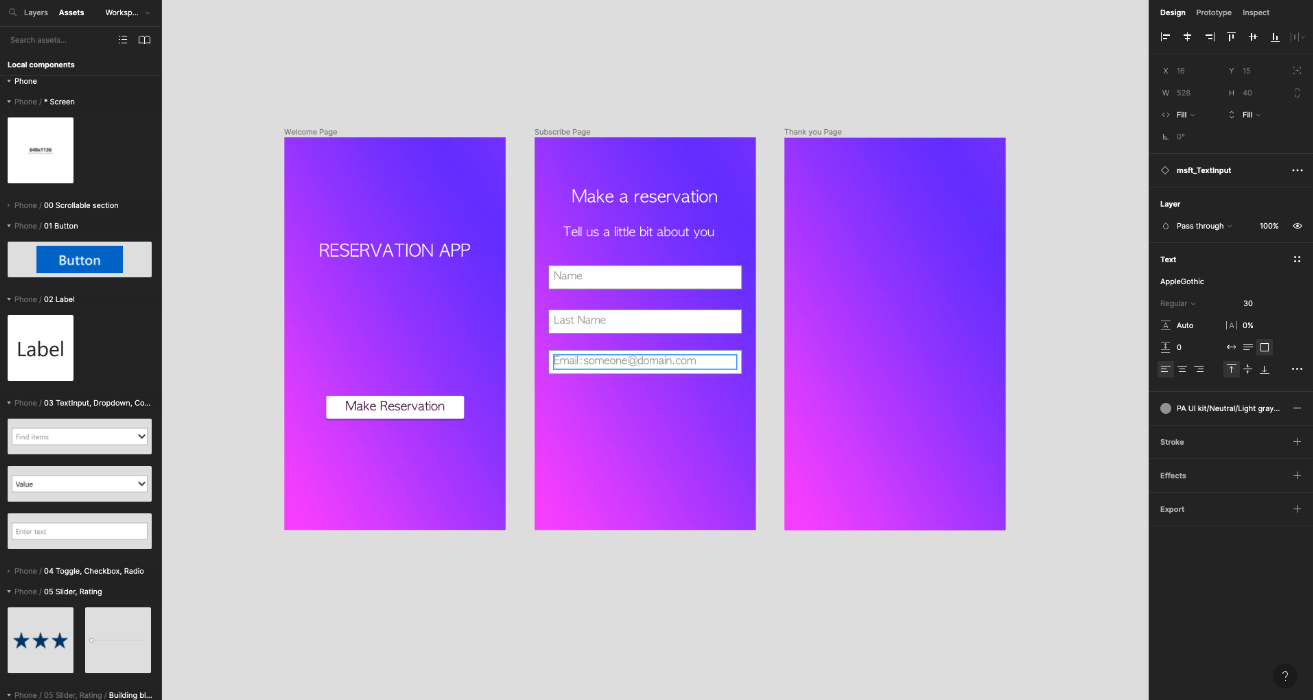 Layers Assets Worksp...
Search assets...
Local components
Phone
Phone / * Screen
640x1136
Phone / 00 Scrollable section
Phone / 01 Button
Button
Phone / 02 Label
Label
Phone / 03 TextInput, Dropdown, Co...
Find items
Value
Enter text
Phone / 04 Toggle, Checkbox, Radio
Phone / 05 Slider, Rating
Phone / 05 Slider, Rating / Building bl...
Welcome Page
RESERVATION APP
Make Reservation
Subscribe Page
Make a reservation
Tell us a little bit about you
Name
Last Name
Email:someone@domain.com
Thank you Page
Design Prototype Inspect
X 16 Y 15
W 528 H 40
Fill Fill
0°
msft_TextInput
Layer
Pass through 100%
Text
AppleGothic
Regular 30
A Auto |A| 0%
0
PA UI kit/Neutral/Light gray...
Stroke
Effects
Export
?